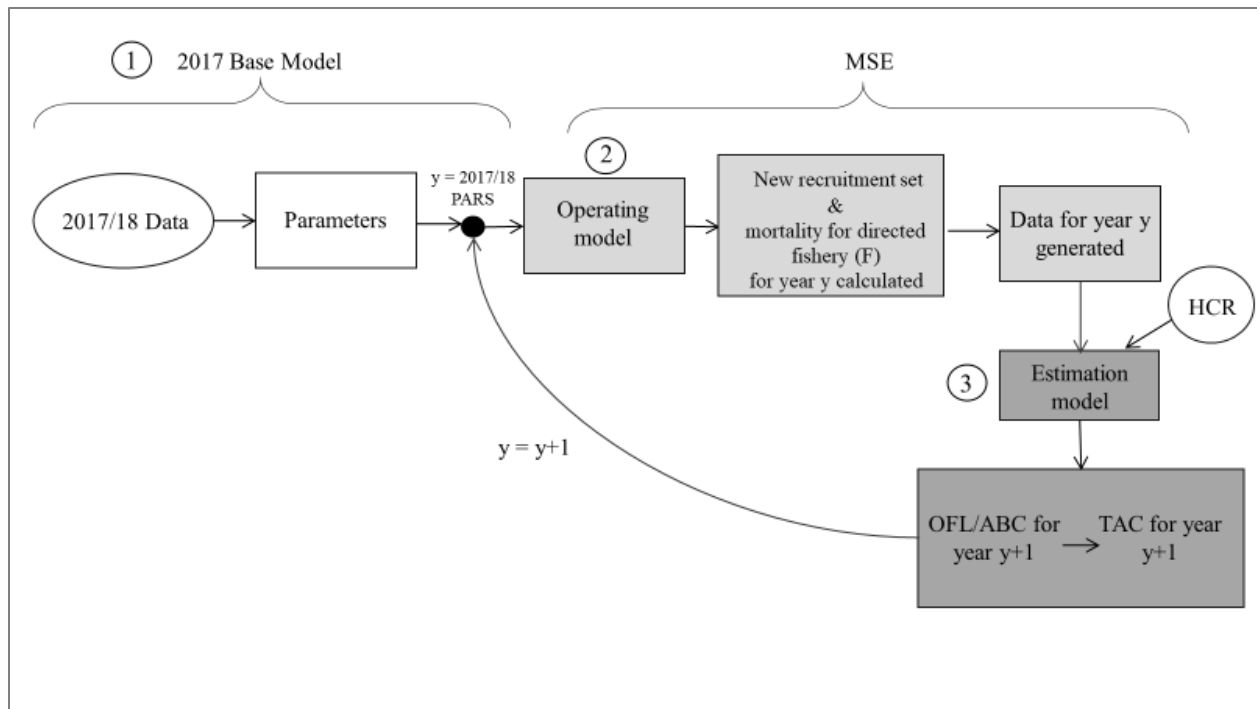 1
2017 Base Model
MSE
2
y = 2017/18
PARS
2017/18 Data
Parameters
Operating
model
New recruitment set
&
mortality for directed
fishery (F)
for year y calculated
Data for year y
generated
HCR
3
Estimation
model
y = y+1
OFL/ABC for
year y+1
TAC for year
y+1